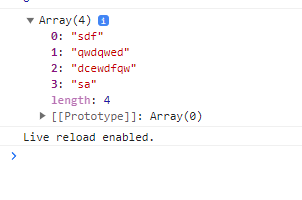 Array(4) i
0: "sdf"
1: "qwdqwed"
2: "dcewdfqw"
3: "sa"
length: 4
[[Prototype]]: Array(0)
Live reload enabled.